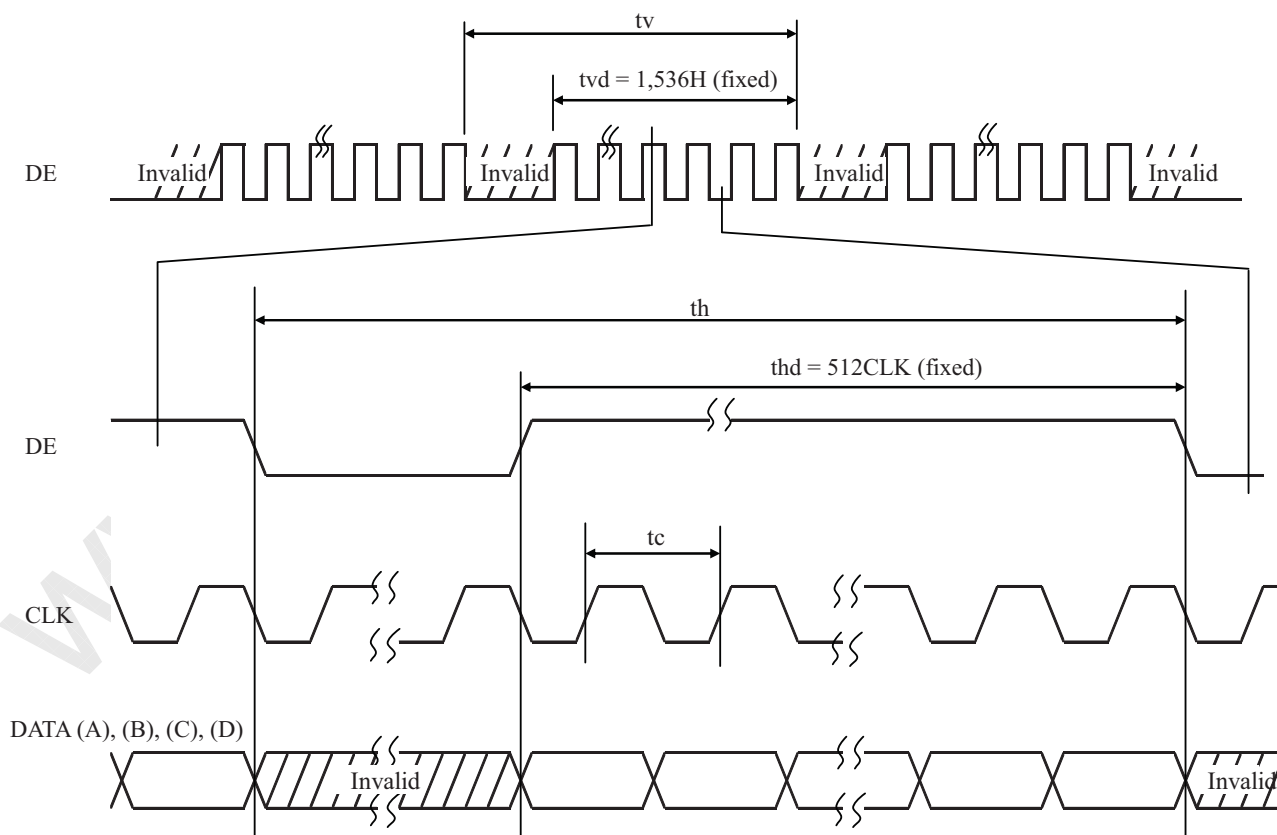 tv
tvd = 1,536H (fixed)
DE
Invalid
Invalid
Invalid
Invalid
th
thd = 512CLK (fixed)
DE
tc
CLK
W
DATA (A), (B), (C), (D)
Invalid
Invalid